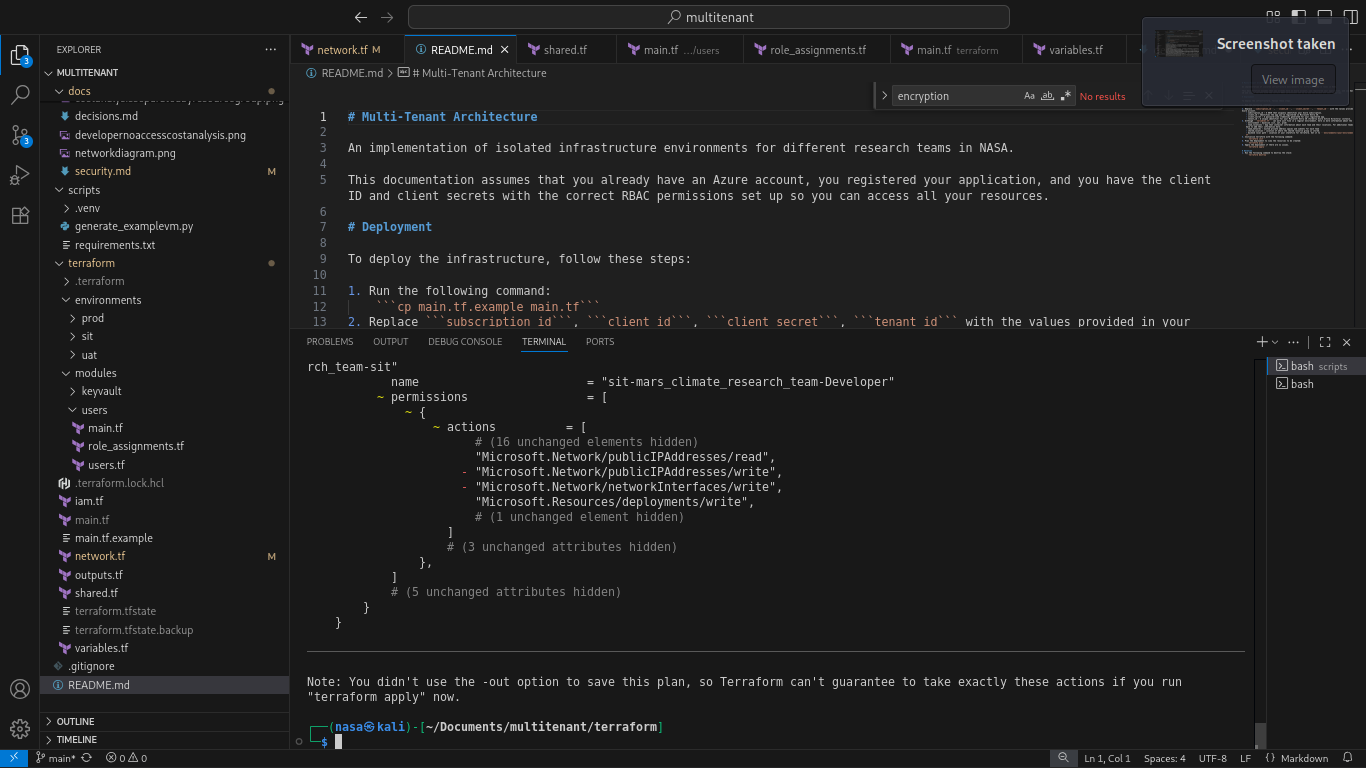 multitenant
Screenshot taken
View image
EXPLORER
MULTITENANT
docs
decisions.md
developernoaccesscostanalysis.png
networkdiagram.png
security.md M
scripts
.venv
generate_examplevm.py
requirements.txt
terraform
.terraform
environments
prod
sit
uat
modules
keyvault
users
main.tf
role_assignments.tf
users.tf
.terraform.lock.hcl
iam.tf
main.tf
main.tf.example
network.tf M
outputs.tf
shared.tf
terraform.tfstate
terraform.tfstate.backup
variables.tf
.gitignore
README.md
OUTLINE
TIMELINE
3
3
network.tf M README.md shared.tf main.tf .../users role_assignments.tf main.tf terraform variables.tf
README.md > # Multi-Tenant Architecture
encryption Aa ab No results
1 # Multi-Tenant Architecture
2
3 An implementation of isolated infrastructure environments for different research teams in NASA.
4
5 This documentation assumes that you already have an Azure account, you registered your application, and you have the client
ID and client secrets with the correct RBAC permissions set up so you can access all your resources.
6
7 # Deployment
8
9 To deploy the infrastructure, follow these steps:
10
11 1. Run the following command:
12 ```cp main.tf.example main.tf```
13 2. Replace ```subscription_id```, ```client_id```, ```client_secret```, ```tenant_id``` with the values provided in your
PROBLEMS OUTPUT DEBUG CONSOLE TERMINAL PORTS
bash scripts
bash
rch_team-sit"
name = "sit-mars_climate_research_team-Developer"
~ permissions = [
~ {
~ actions = [
# (16 unchanged elements hidden)
"Microsoft.Network/publicIPAddresses/read",
- "Microsoft.Network/publicIPAddresses/write",
- "Microsoft.Network/networkInterfaces/write",
"Microsoft.Resources/deployments/write",
# (1 unchanged element hidden)
]
# (3 unchanged attributes hidden)
},
]
# (5 unchanged attributes hidden)
}
}
Note: You didn't use the -out option to save this plan, so Terraform can't guarantee to take exactly these actions if you run
"terraform apply" now.
┌──(nasa㉿kali)-[~/Documents/multitenant/terraform]
└─$
main* 0 0 Ln 1, Col 1 Spaces: 4 UTF-8 LF {} Markdown